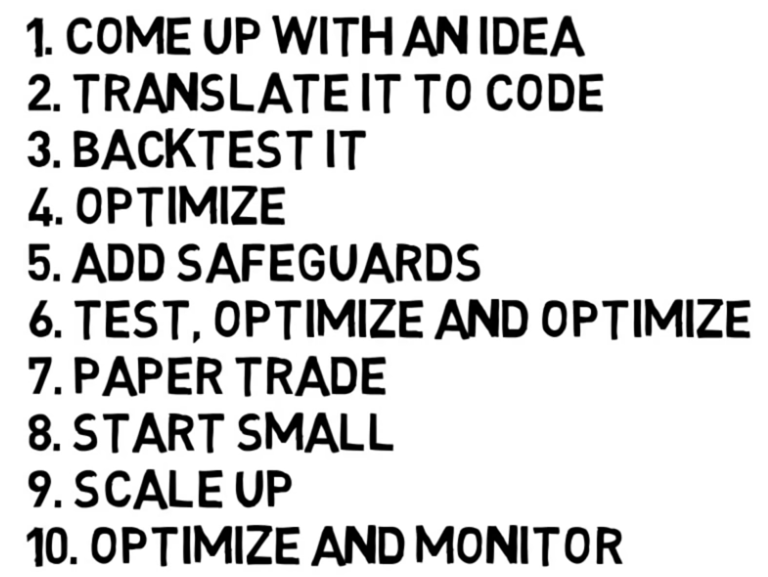 1. COME UP WITH AN IDEA
2. TRANSLATE IT TO CODE
3. BACKTEST IT
4. OPTIMIZE
5. ADD SAFEGUARDS
6. TEST, OPTIMIZE AND OPTIMIZE
7. PAPER TRADE
8. START SMALL
9. SCALE UP
10. OPTIMIZE AND MONITOR